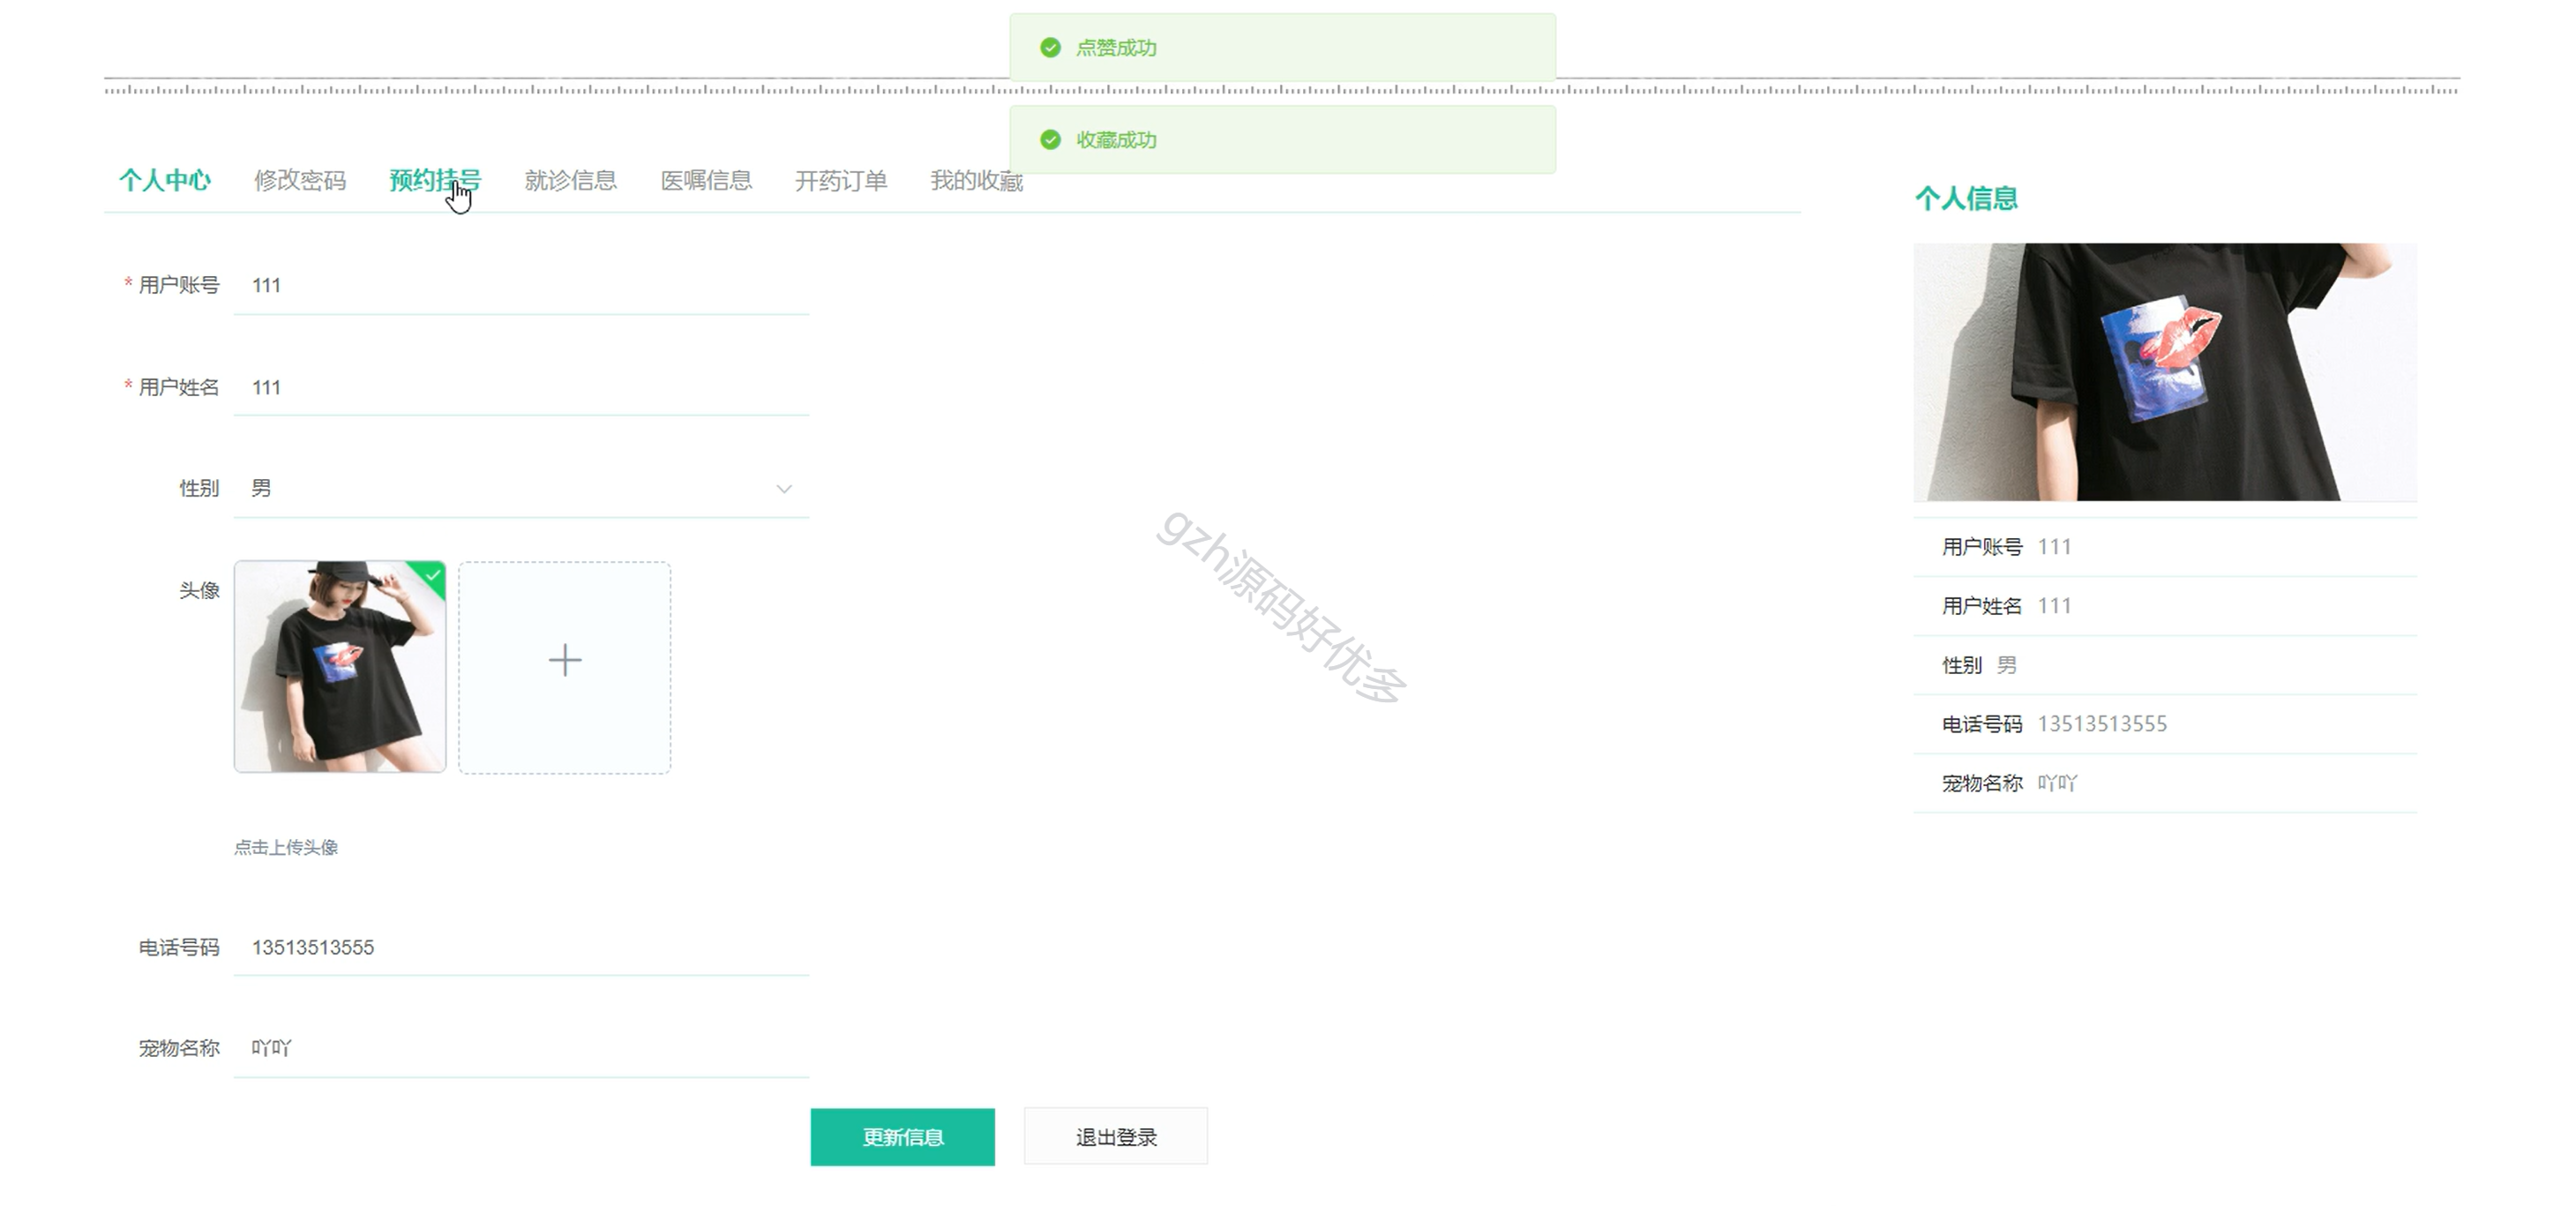 点赞成功
收藏成功
个人中心 修改密码 预约挂号 就诊信息 医嘱信息 开药订单 我的收藏
个人信息
* 用户账号 111
* 用户姓名 111
性别 男
头像
点击上传头像
电话号码 13513513555
宠物名称 吖吖
更新信息 退出登录
用户账号 111
用户姓名 111
性别 男
电话号码 13513513555
宠物名称 吖吖
gzh源码好优多